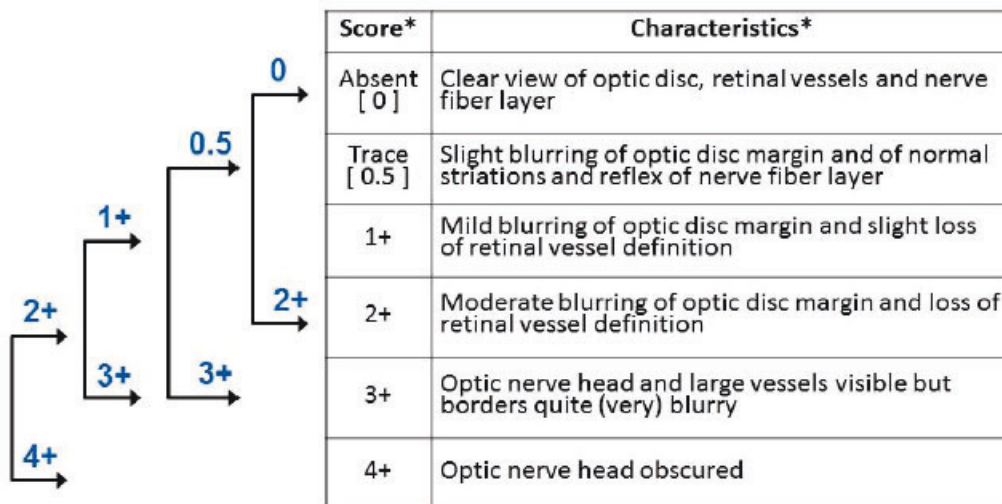 Score* Characteristics*
0
Absent
[ 0 ]
Clear view of optic disc, retinal vessels and nerve
fiber layer
0.5
Trace
[ 0.5 ]
Slight blurring of optic disc margin and of normal
striations and reflex of nerve fiber layer
1+
1+
Mild blurring of optic disc margin and slight loss
of retinal vessel definition
2+
2+
2+
Moderate blurring of optic disc margin and loss of
retinal vessel definition
3+
3+
3+
Optic nerve head and large vessels visible but
borders quite (very) blurry
4+
4+
Optic nerve head obscured